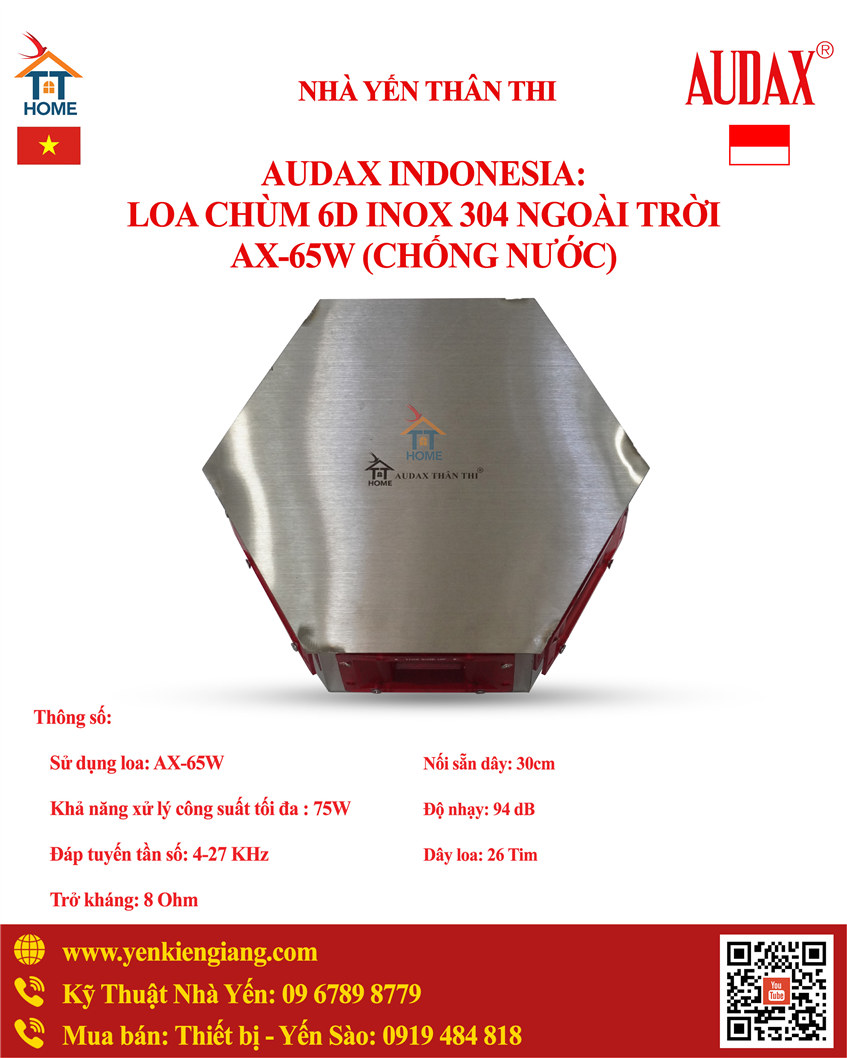 TT
HOME
NHÀ YẾN THÂN THI
AUDAX®
AUDAX INDONESIA:
LOA CHÙM 6D INOX 304 NGOÀI TRỜI
AX-65W (CHỐNG NƯỚC)
TT
HOME
TT
HOME
AUDAX THÂN THI®
Thông số:
Sử dụng loa: AX-65W
Nối sẵn dây: 30cm
Khả năng xử lý công suất tối đa : 75W
Độ nhạy: 94 dB
Đáp tuyến tần số: 4-27 KHz
Dây loa: 26 Tim
Trở kháng: 8 Ohm
www.yenkiengiang.com
Kỹ Thuật Nhà Yến: 09 6789 8779
Mua bán: Thiết bị - Yến Sào: 0919 484 818
You
Tube